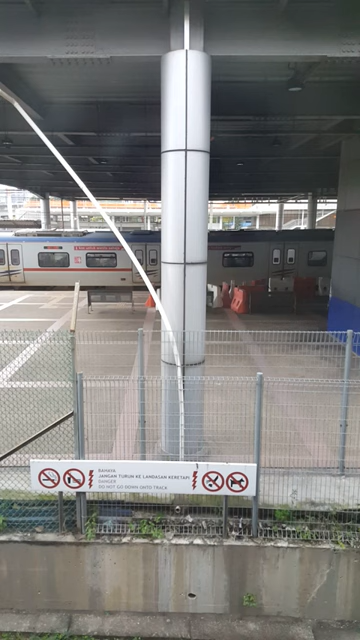 BAHAYA
JANGAN TURUN KE LANDASAN KERETAPI
DANGER
DO NOT GO DOWN ONTO TRACK